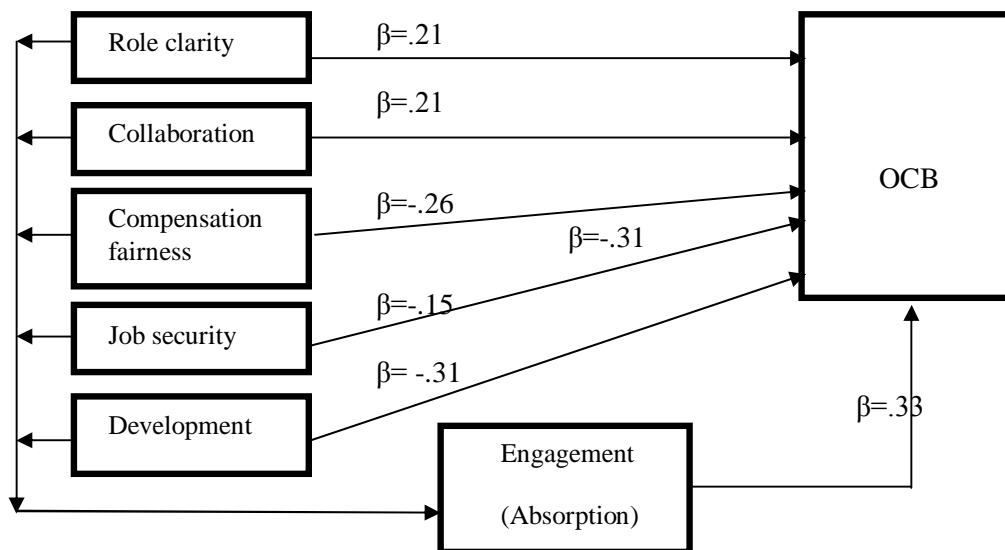 Role clarity
β=.21
Collaboration
β=.21
OCB
Compensation
fairness
β=-.26
β=-.31
Job security
β=-.15
Development
β= -.31
β=.33
Engagement
(Absorption)